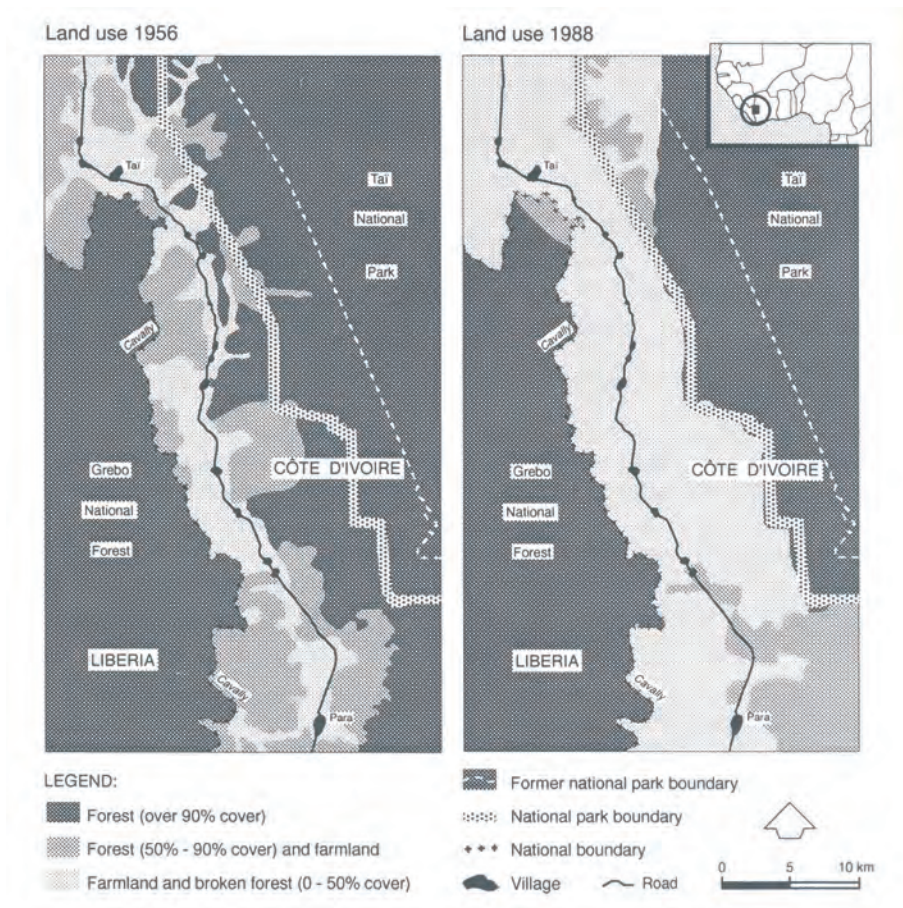 Land use 1956
Taï
Taï
National
Park
Cavally
Grebo
National
Forest
CÔTE D'IVOIRE
LIBERIA
Cavally
Para
Land use 1988
Taï
Taï
National
Park
Cavally
Grebo
National
Forest
CÔTE D'IVOIRE
LIBERIA
Cavally
Para
LEGEND:
Forest (over 90% cover)
Forest (50% - 90% cover) and farmland
Farmland and broken forest (0 - 50% cover)
Former national park boundary
National park boundary
National boundary
Village
Road
0 5 10 km